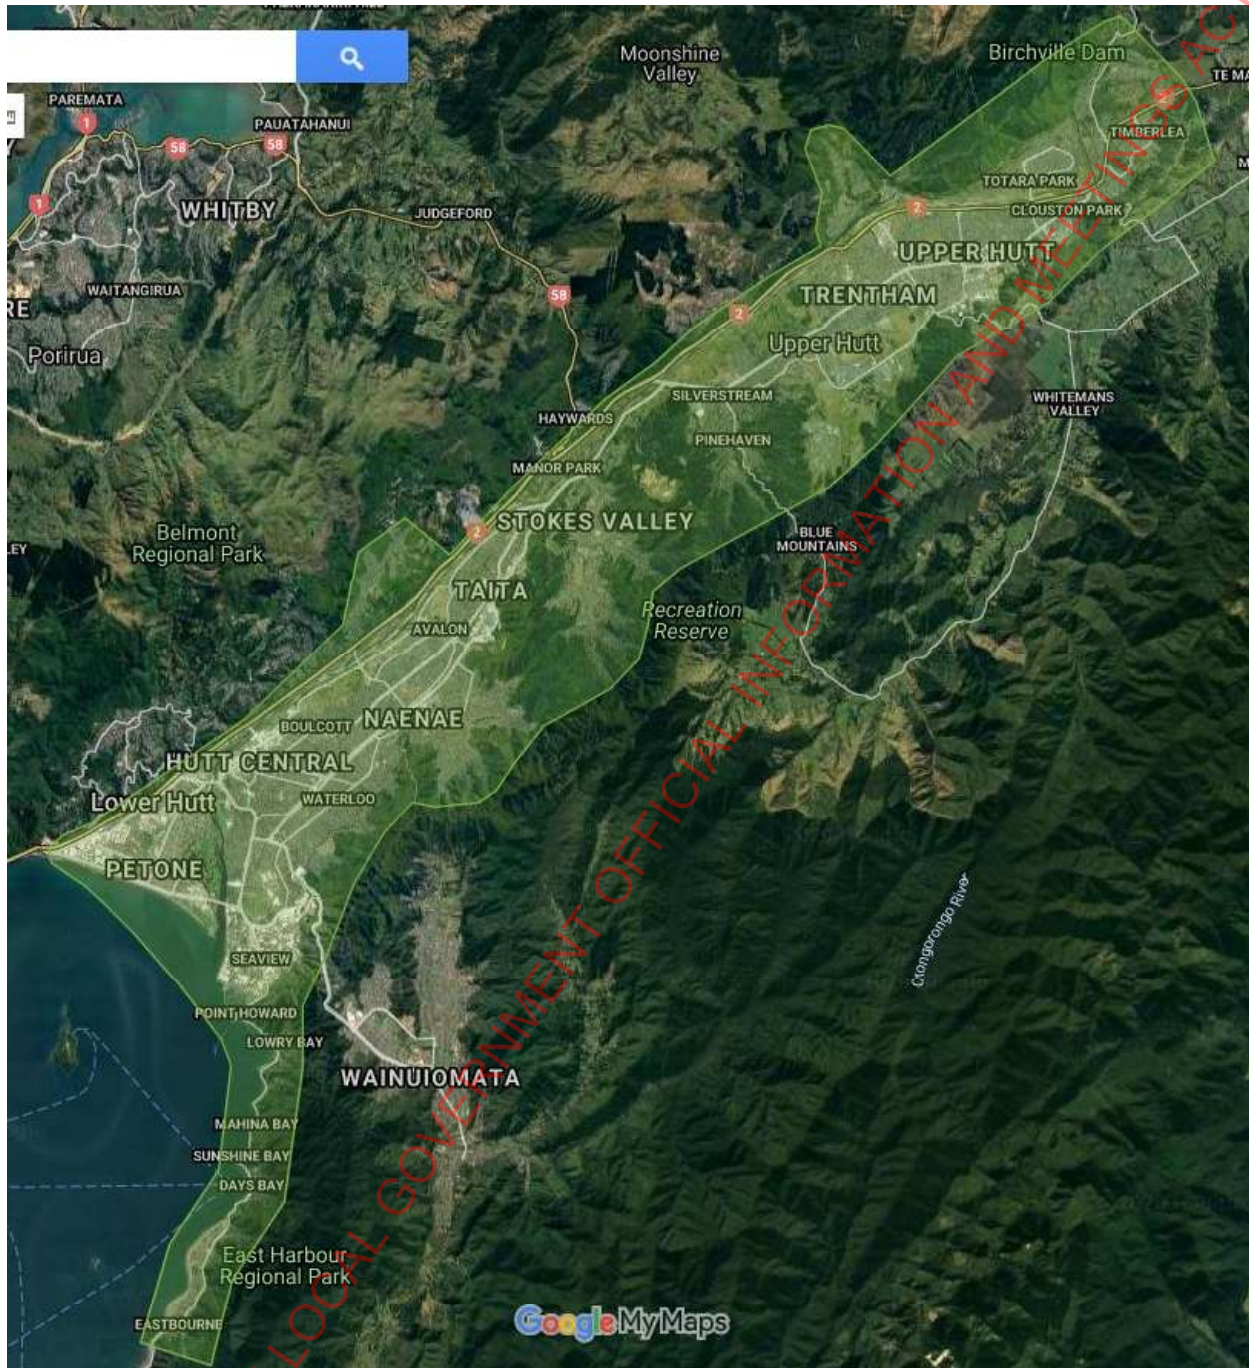 Moonshine
Valley
Birchville Dam
TE MA
PAREMATA
1
PAUATAHANUI
58
58
TIMBERLEA
1
WHITBY
JUDGEFORD
TOTARA PARK
2
CLOUSTON PARK
UPPER HUTT
WAITANGIRUA
58
TRENTHAM
RE
2
Upper Hutt
Porirua
SILVERSTREAM
WHITEMANS
VALLEY
HAYWARDS
PINEHAVEN
MANOR PARK
2
STOKES VALLEY
Belmont
Regional Park
LEY
BLUE
MOUNTAINS
TAITA
Recreation
Reserve
AVALON
BOULCOTT
NAENAE
HUTT CENTRAL
Lower Hutt
WATERLOO
PETONE
Orongorongo River
SEAVIEW
POINT HOWARD
LOWRY BAY
WAINUIOMATA
MAHINA BAY
SUNSHINE BAY
DAYS BAY
East Harbour
Regional Park
EASTBOURNE
Google My Maps
LOCAL GOVERNMENT OFFICIAL INFORMATION AND MEETINGS AC